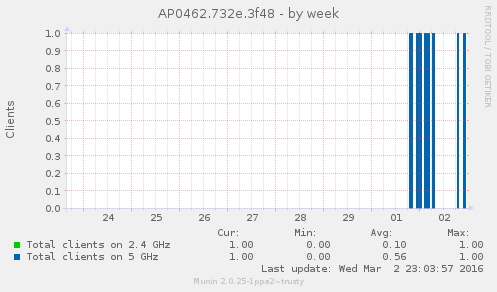 AP0462.732e.3f48 - by week
RRDTOOL / TOBI OETIKER
Clients
1.0
0.9
0.8
0.7
0.6
0.5
0.4
0.3
0.2
0.1
0.0
24 25 26 27 28 29 01 02
Cur: Min: Avg: Max:
Total clients on 2.4 GHz 1.00 0.00 0.10 1.00
Total clients on 5 GHz 1.00 0.00 0.56 1.00
Last update: Wed Mar 2 23:03:57 2016
Munin 2.0.25-1ppa2~trusty